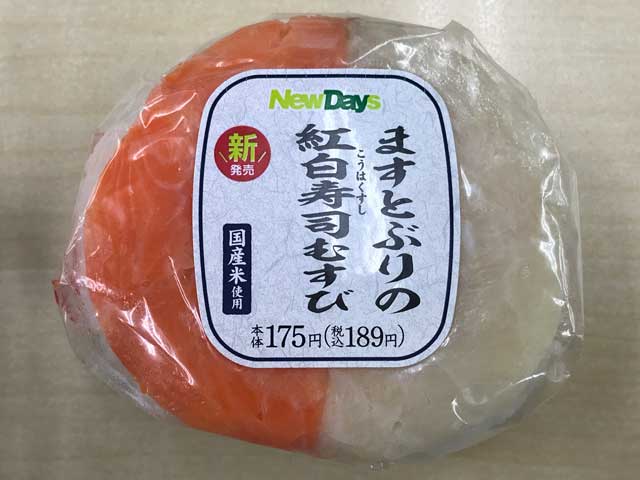 NewDays
ますとぶりの
紅白寿司むすび
こうはくすし
新
発売
国産米使用
本体175円(税込189円)